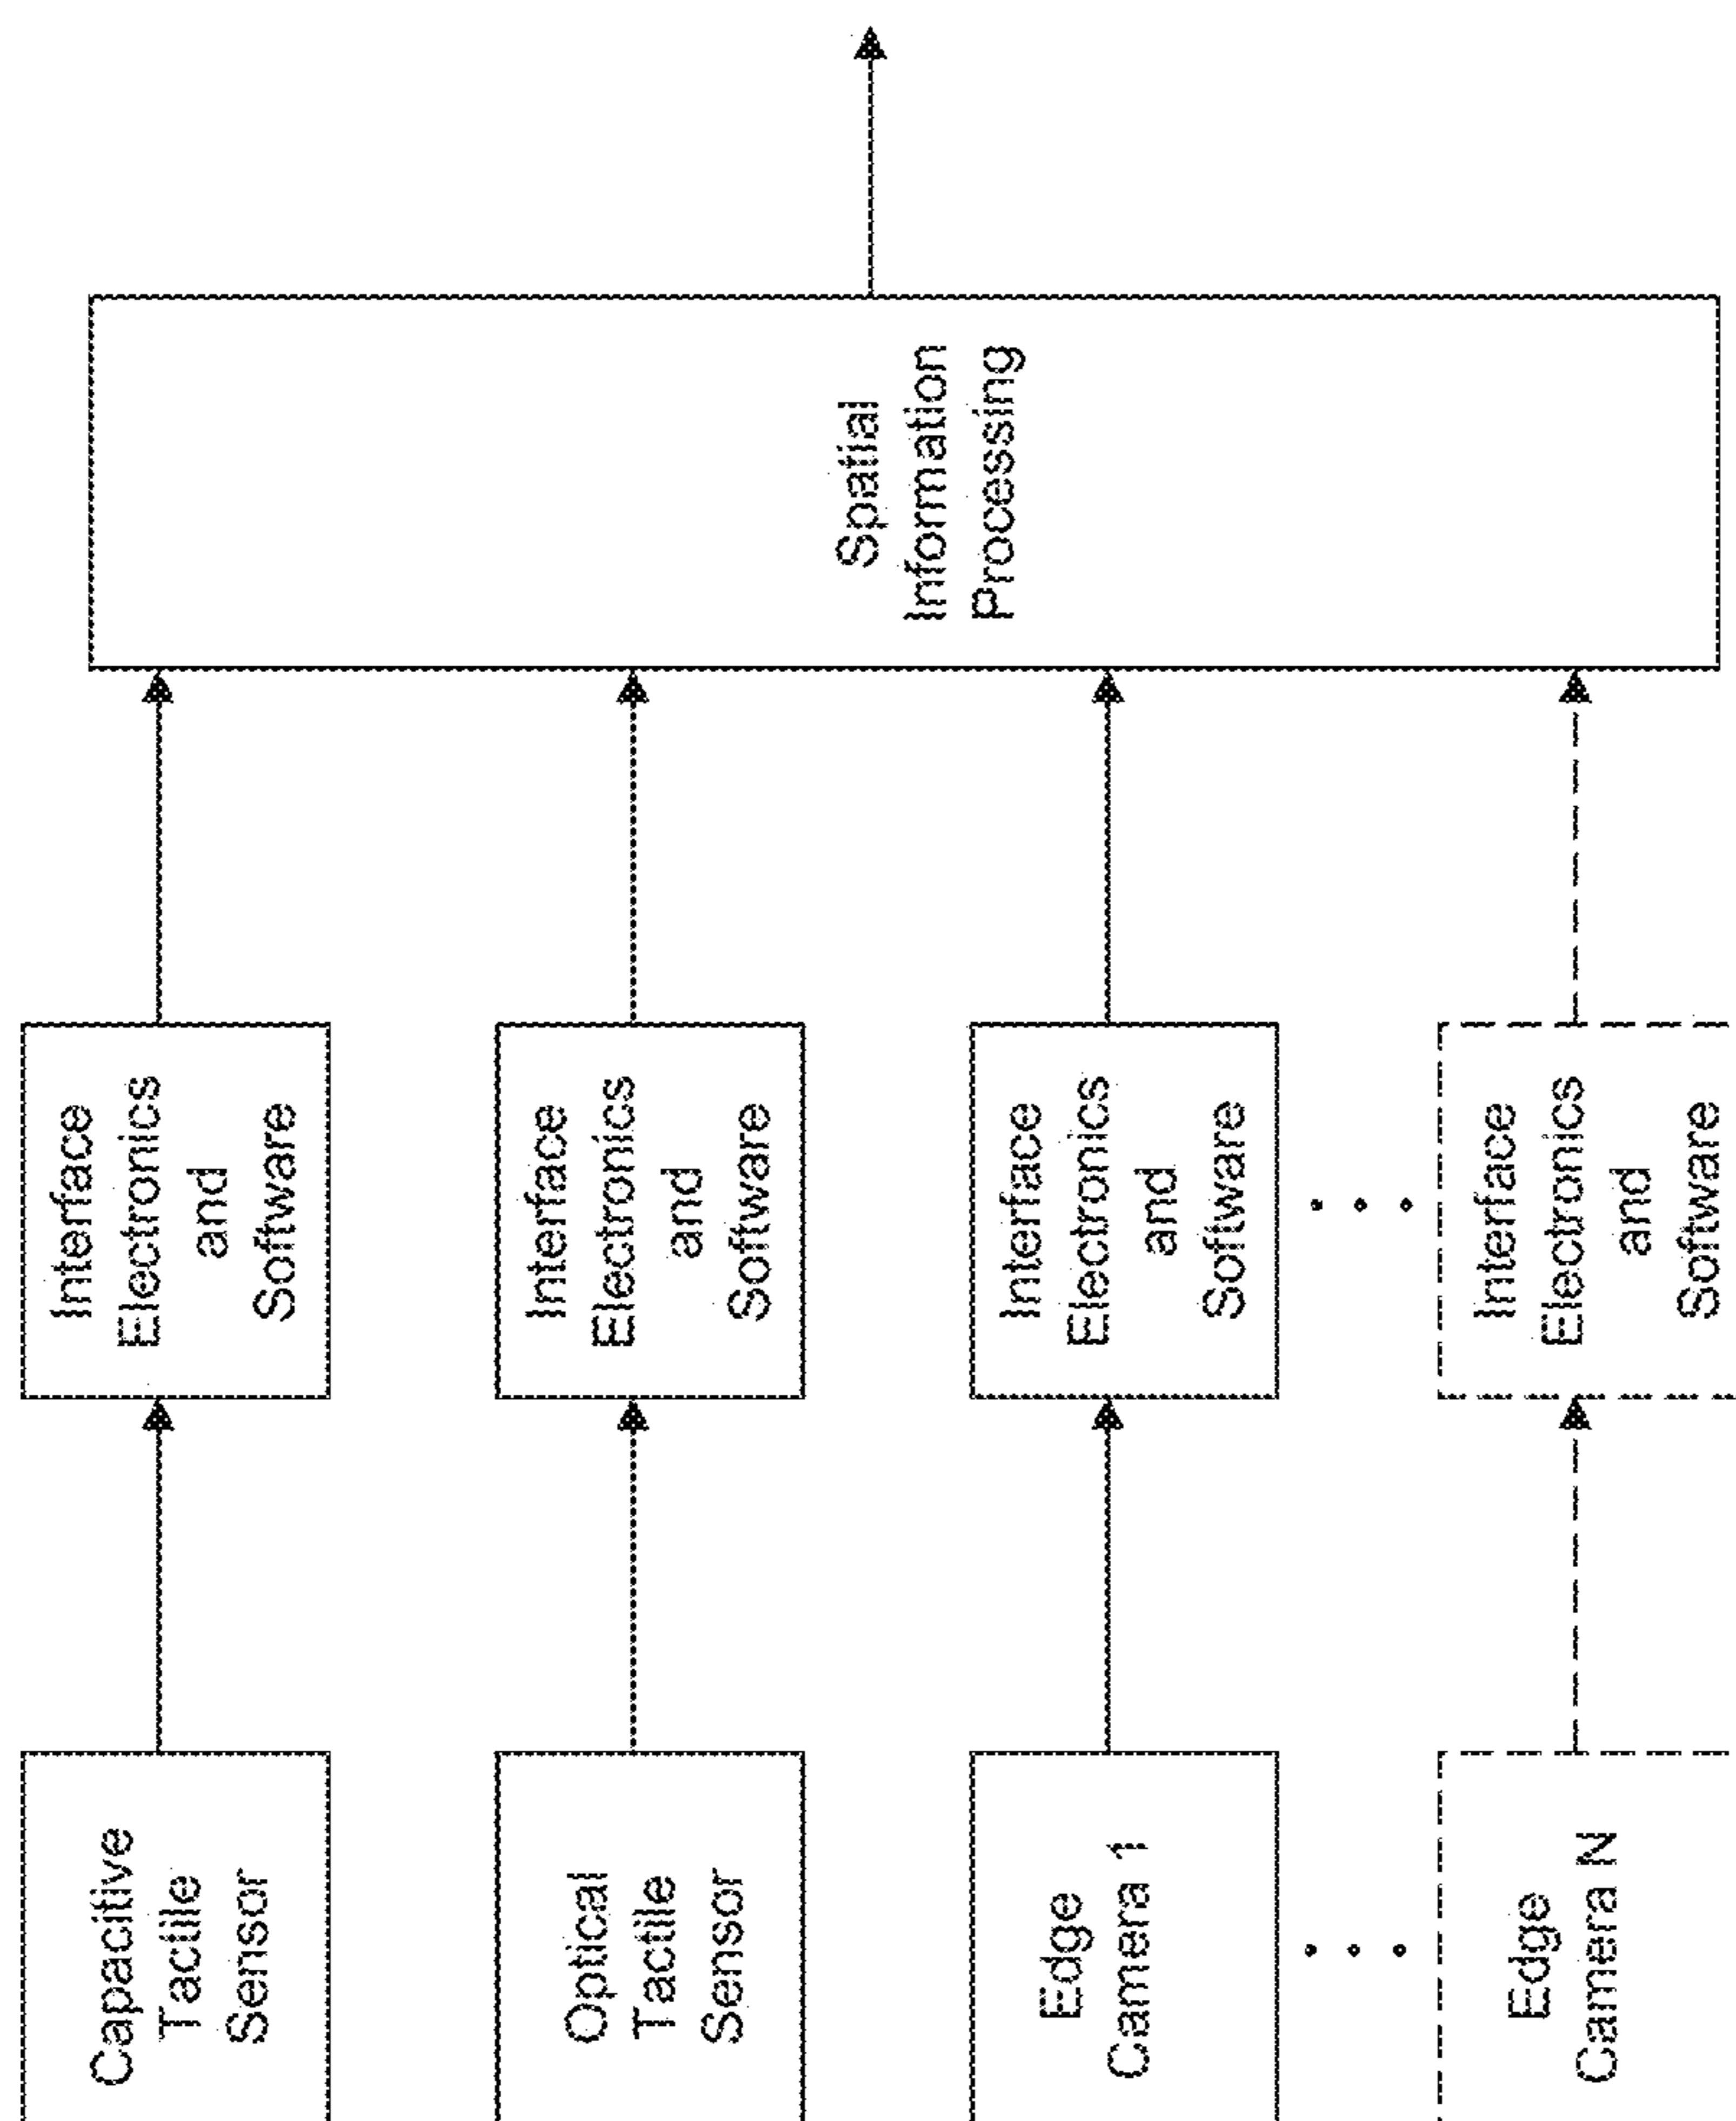 Capacitive
Tactile
Sensor
Interface
Electronics
and
Software
Optical
Tactile
Sensor
Interface
Electronics
and
Software
Edge
Camera 1
Interface
Electronics
and
Software
Edge
Camera N
Interface
Electronics
and
Software
Spatial
Information
Processing